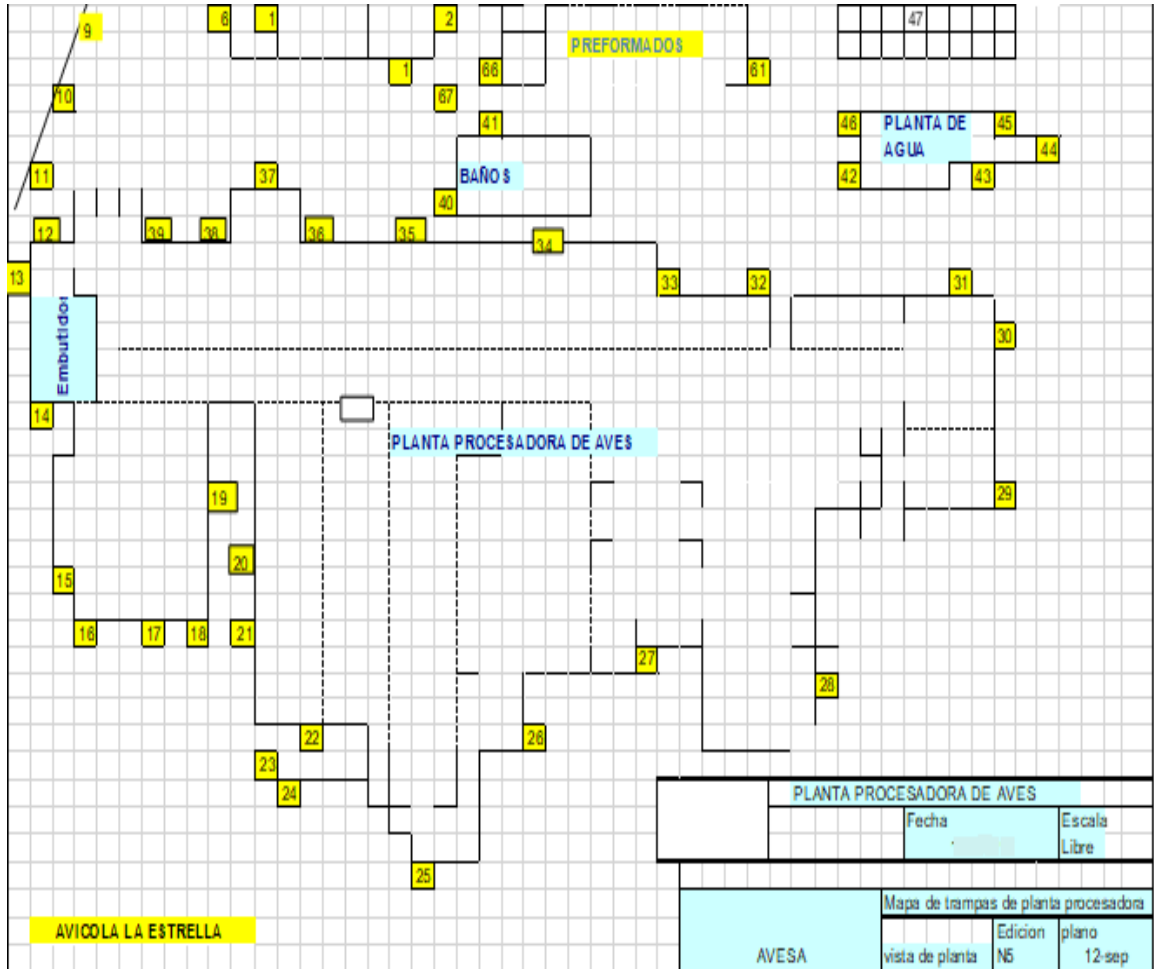 6 1 2 47
9
PREFORMADOS
1 66 61
10 67
41 46 PLANTA DE 45
AGUA 44
11 37 BAÑOS 42 43
40
12 39 38 36 35 34
13 33 32 31
Embutidos
30
14
PLANTA PROCESADORA DE AVES
19 29
20
15
16 17 18 21
27
28
22 26
23
24
PLANTA PROCESADORA DE AVES
Fecha Escala
Libre
25
Mapa de trampas de planta procesadora
AVICOLA LA ESTRELLA
Edicion plano
AVESA vista de planta N5 12-sep